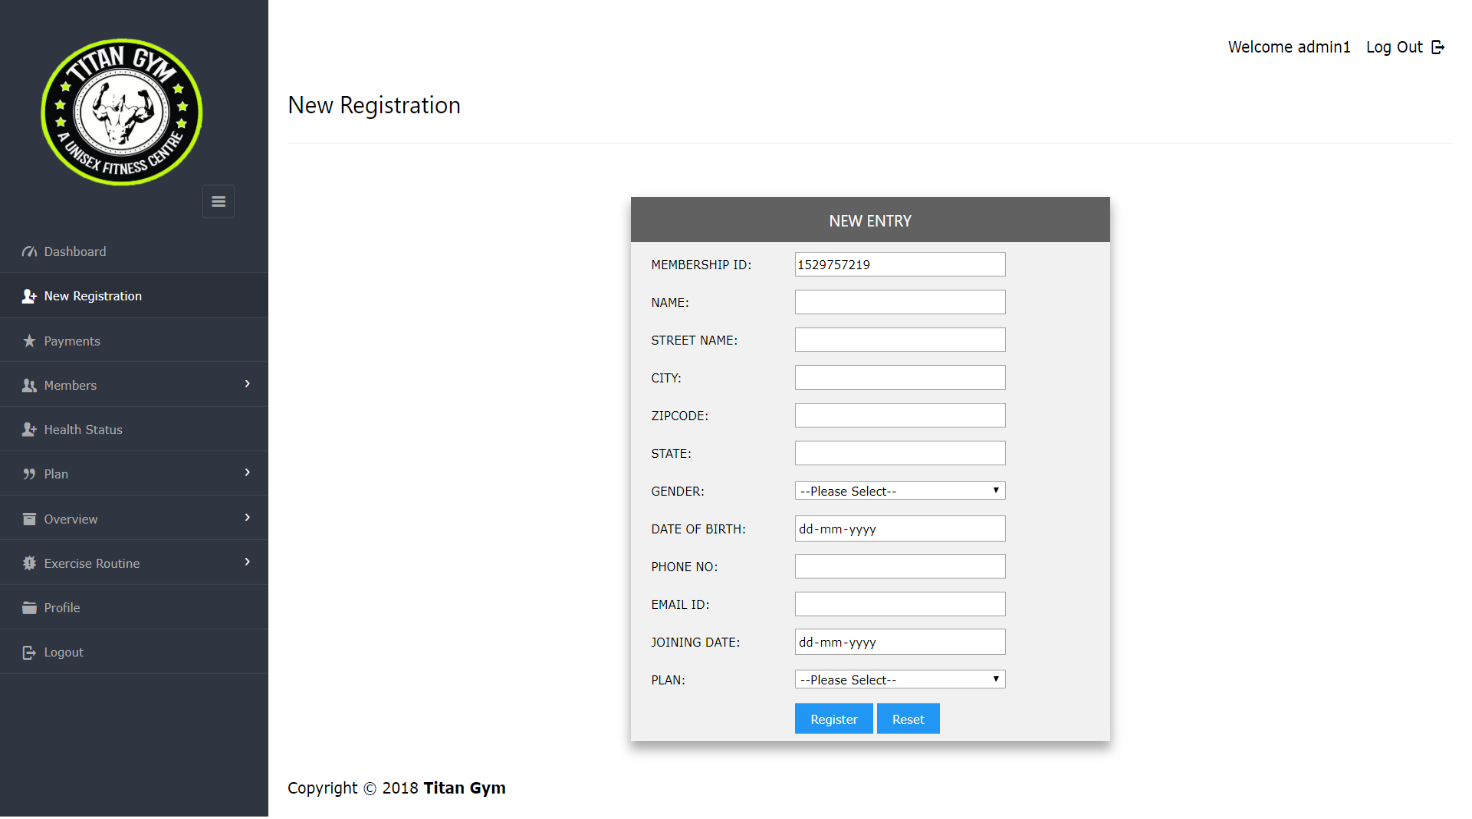 TITAN GYM
A UNISEX FITNESS CENTRE
Welcome admin1 Log Out
New Registration
Dashboard
New Registration
Payments
Members
Health Status
Plan
Overview
Exercise Routine
Profile
Logout
NEW ENTRY
MEMBERSHIP ID: 1529757219
NAME:
STREET NAME:
CITY:
ZIPCODE:
STATE:
GENDER: --Please Select--
DATE OF BIRTH: dd-mm-yyyy
PHONE NO:
EMAIL ID:
JOINING DATE: dd-mm-yyyy
PLAN: --Please Select--
Register Reset
Copyright © 2018 Titan Gym